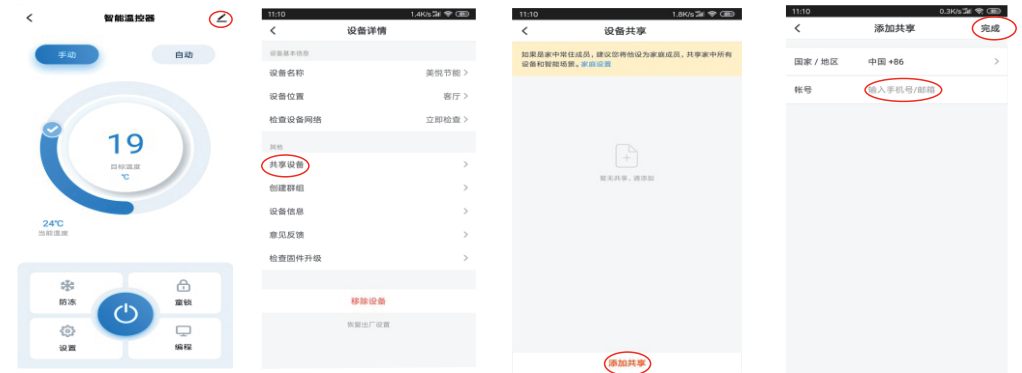 智能温控器
手动
自动
19
目标温度
℃
24℃
当前温度
防冻
童锁
设置
编程
11:10
1.4K/s
设备详情
设备基本信息
设备名称
美悦节能
设备位置
客厅
检查设备网络
立即检查
其他
共享设备
创建群组
设备信息
意见反馈
检查固件升级
移除设备
恢复出厂设置
11:10
1.8K/s
设备共享
如果是家中常住成员，建议您将他设为家庭成员，共享家中所有
设备和智能场景。家庭设置
暂无共享，请添加
添加共享
11:10
0.3K/s
添加共享
完成
国家 / 地区
中国 +86
帐号
输入手机号/邮箱